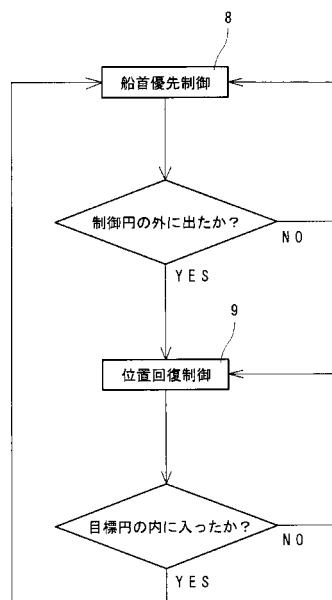 8
船首優先制御
制御円の外に出たか？
NO
YES
9
位置回復制御
目標円の内に入ったか？
NO
YES